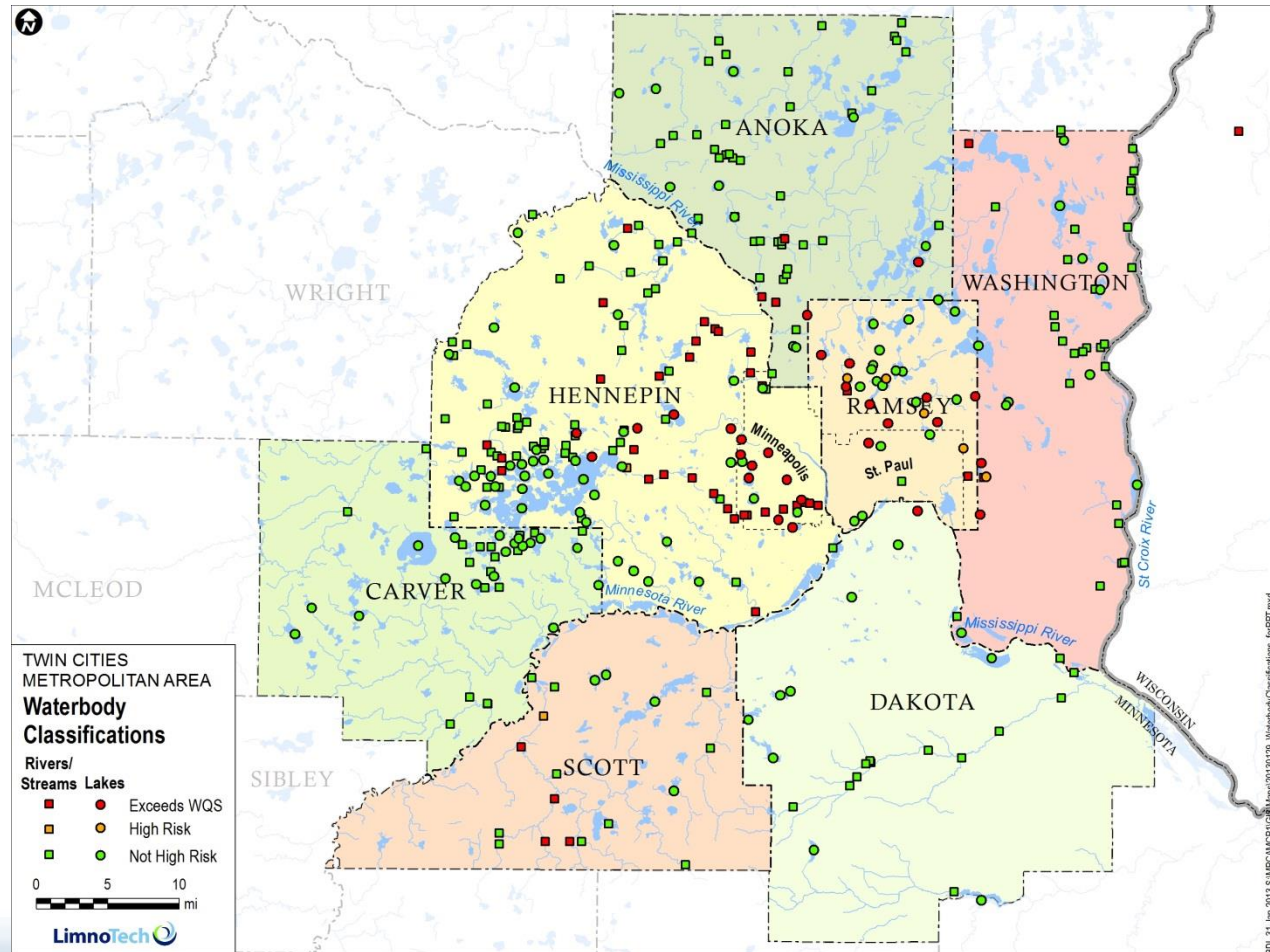 N
ANOKA
Mississippi River
WASHINGTON
WRIGHT
HENNEPIN
RAMSEY
Minneapolis
St. Paul
MCLEOD
CARVER
Minnesota River
St Croix River
Mississippi River
DAKOTA
WISCONSIN
MINNESOTA
SCOTT
SIBLEY
TWIN CITIES
METROPOLITAN AREA
Waterbody
Classifications
Rivers/
Streams Lakes
Exceeds WQS
High Risk
Not High Risk
0 5 10
mi
LimnoTech